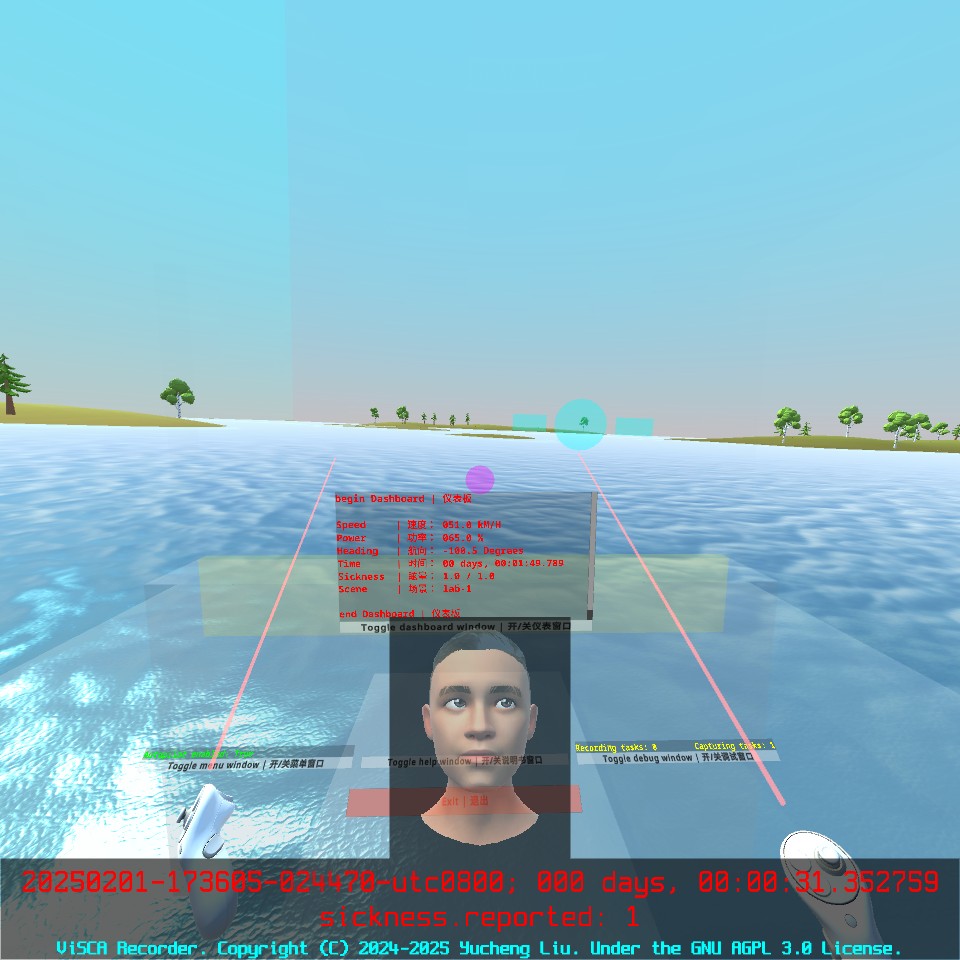 begin Dashboard | 仪表板
Speed | 速度： 051.0 kM/H
Power | 功率： 065.0 %
Heading | 航向： -100.5 Degrees
Time | 时间： 00 days, 00:01:49.789
Sickness | 1.0 / 1.0
Scene | 场景： lab-1
end Dashboard | 仪表板
Toggle dashboard window | 开/关仪表窗口
Recording tasks: 0 Capturing tasks: 1
Toggle menu window | 开/关菜单窗口
Toggle help window | 开/关说明书窗口
Toggle debug window | 开/关调试窗口
Exit | 退出
20250201-173605-024470-utc0800; 000 days, 00:00:31.352759
sickness.reported: 1
ViSCA Recorder. Copyright (C) 2024-2025 Yucheng Liu. Under the GNU AGPL 3.0 License.